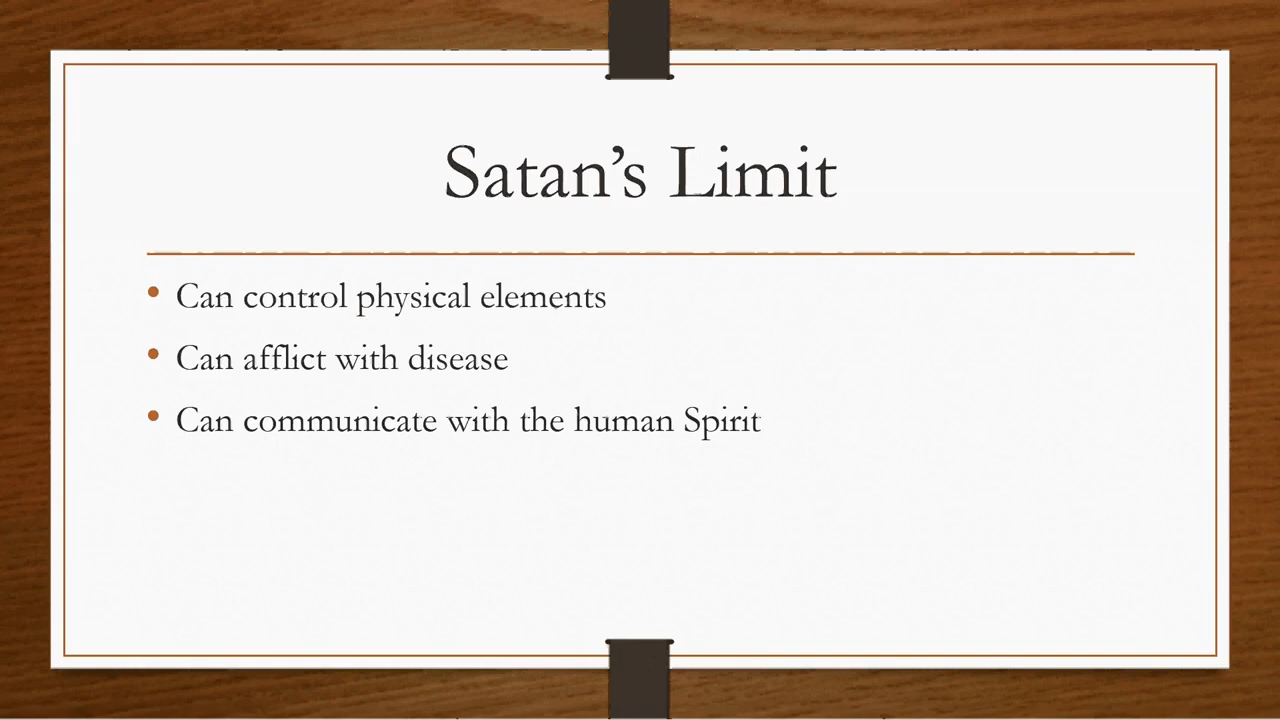 Satan’s Limit
• Can control physical elements
• Can afflict with disease
• Can communicate with the human Spirit